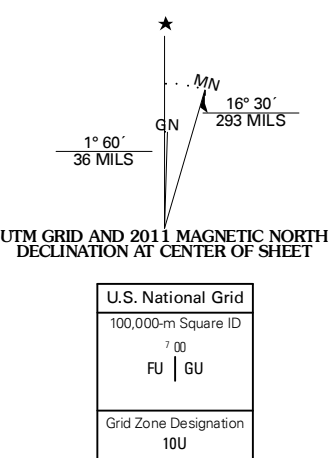 ★
MN
16° 30´
293 MILS
GN
1° 60´
36 MILS
UTM GRID AND 2011 MAGNETIC NORTH
DECLINATION AT CENTER OF SHEET
U.S. National Grid
100,000-m Square ID
7 00
FU GU
Grid Zone Designation
10U